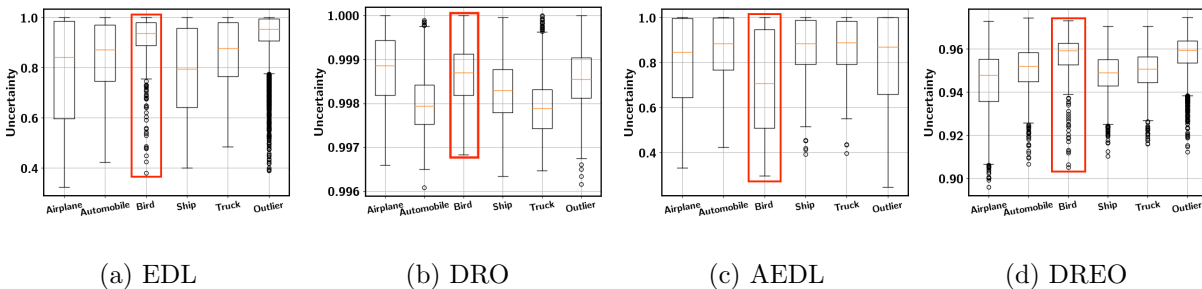 Uncertainty
1.0
0.8
0.6
0.4
Airplane Automobile Bird Ship Truck Outlier
(a) EDL
Uncertainty
1.000
0.999
0.998
0.997
0.996
Airplane Automobile Bird Ship Truck Outlier
(b) DRO
Uncertainty
1.0
0.8
0.6
0.4
Airplane Automobile Bird Ship Truck Outlier
(c) AEDL
Uncertainty
0.96
0.94
0.92
0.90
Airplane Automobile Bird Ship Truck Outlier
(d) DREO